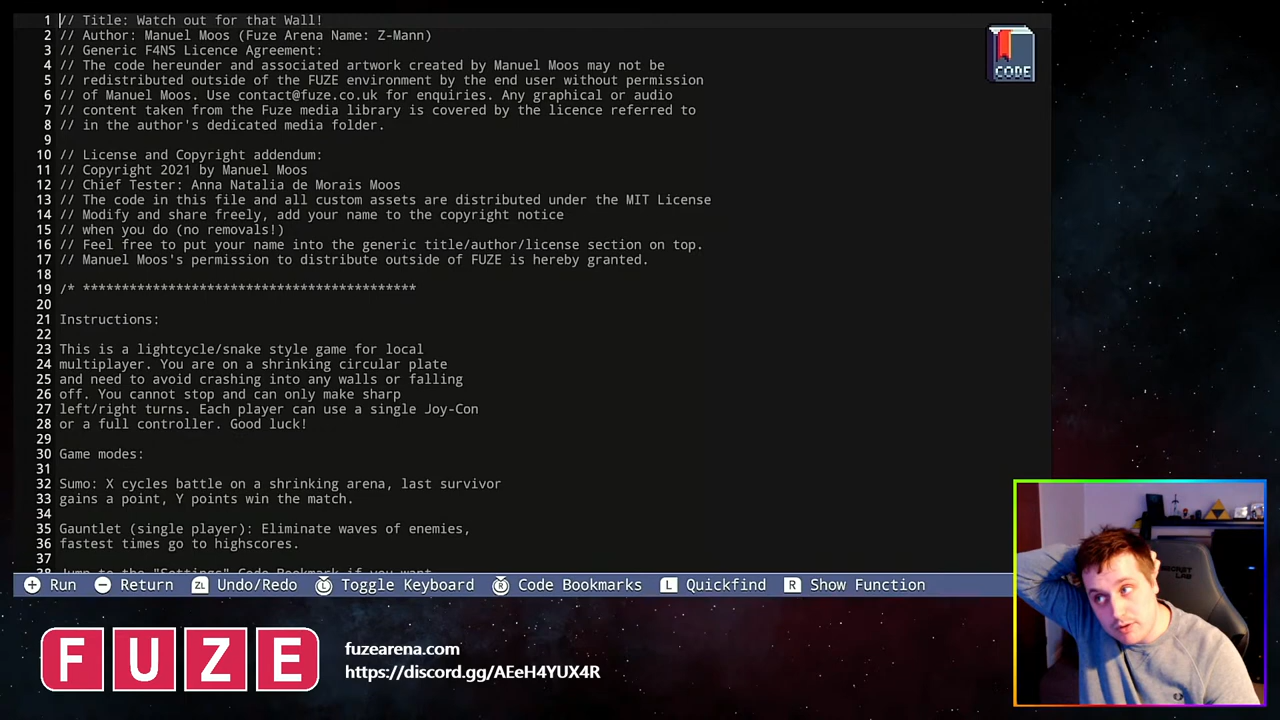 1 // Title: Watch out for that Wall!
2 // Author: Manuel Moos (Fuze Arena Name: Z-Mann)
3 // Generic F4NS Licence Agreement:
4 // The code hereunder and associated artwork created by Manuel Moos may not be
5 // redistributed outside of the FUZE environment by the end user without permission
6 // of Manuel Moos. Use contact@fuze.co.uk for enquiries. Any graphical or audio
7 // content taken from the Fuze media library is covered by the licence referred to
8 // in the author's dedicated media folder.
9
10 // License and Copyright addendum:
11 // Copyright 2021 by Manuel Moos
12 // Chief Tester: Anna Natalia de Morais Moos
13 // The code in this file and all custom assets are distributed under the MIT License
14 // Modify and share freely, add your name to the copyright notice
15 // when you do (no removals!)
16 // Feel free to put your name into the generic title/author/license section on top.
17 // Manuel Moos's permission to distribute outside of FUZE is hereby granted.
18
19 /* *******************************************
20
21 Instructions:
22
23 This is a lightcycle/snake style game for local
24 multiplayer. You are on a shrinking circular plate
25 and need to avoid crashing into any walls or falling
26 off. You cannot stop and can only make sharp
27 left/right turns. Each player can use a single Joy-Con
28 or a full controller. Good luck!
29
30 Game modes:
31
32 Sumo: X cycles battle on a shrinking arena, last survivor
33 gains a point, Y points win the match.
34
35 Gauntlet (single player): Eliminate waves of enemies,
36 fastest times go to highscores.
37
38 Jump to the "Settings" Code Bookmark if you want
CODE
+ Run − Return ZL Undo/Redo Toggle Keyboard R Code Bookmarks L Quickfind R Show Function
FUZE
fuzearena.com
https://discord.gg/AEeH4YUX4R
SECRET
LAB